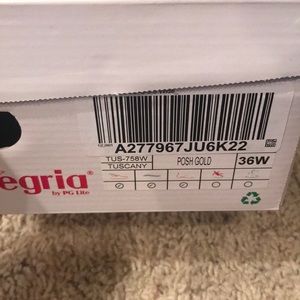 A277967JU6K22
TUS-758W
TUSCANY
POSH GOLD
36W
egria®
by PG Lite